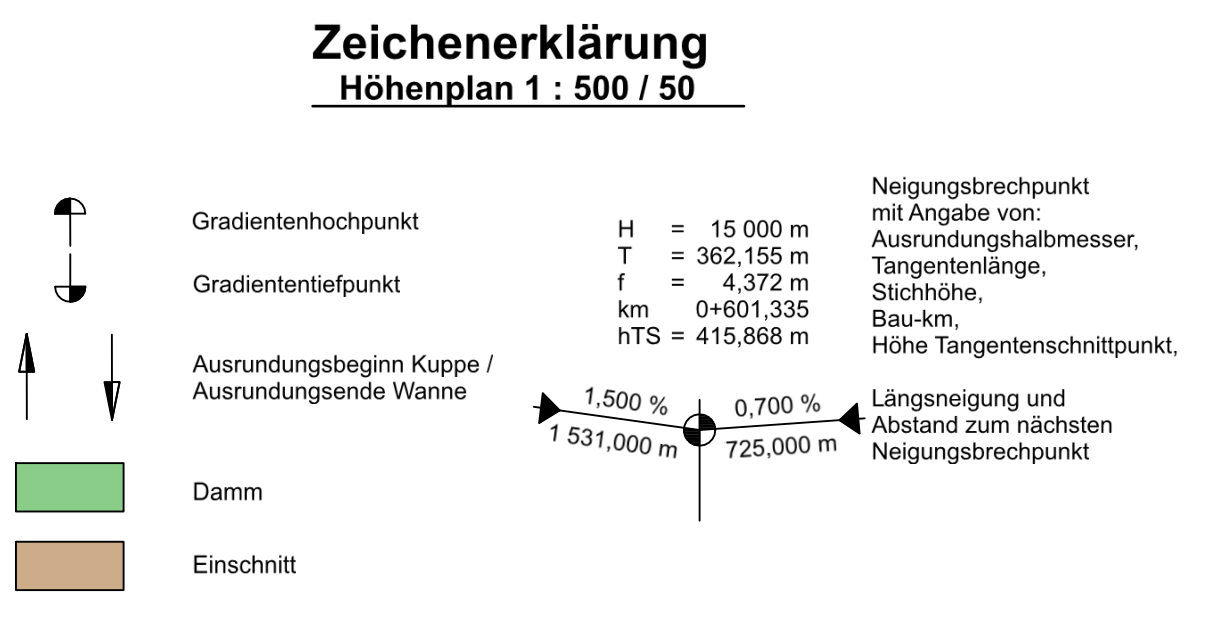 Zeichenerklärung
Höhenplan 1 : 500 / 50
Gradientenhochpunkt
Gradiententiefpunkt
Ausrundungsbeginn Kuppe /
Ausrundungsende Wanne
Damm
Einschnitt
H = 15 000 m
T = 362,155 m
f = 4,372 m
km 0+601,335
hTS = 415,868 m
1,500 %
0,700 %
1 531,000 m
725,000 m
Neigungsbrechpunkt
mit Angabe von:
Ausrundungshalbmesser,
Tangentenlänge,
Stichhöhe,
Bau-km,
Höhe Tangentenschnittpunkt,
Längsneigung und
Abstand zum nächsten
Neigungsbrechpunkt